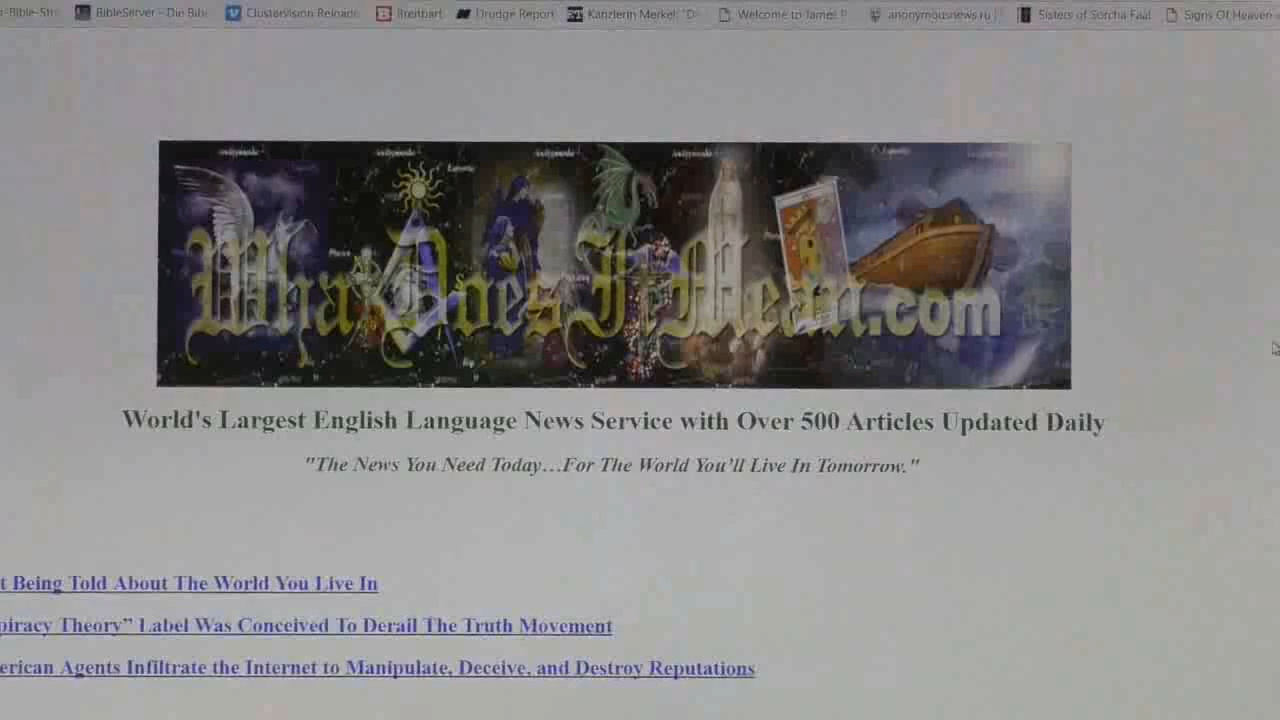 -Bible-Str BibleServer - Die Bibl ClusterVision Reinade Breitbart Drudge Report Kanzlerin Merkel: "D Welcome to James P anonymousnews.ru | Sisters of Sorcha Faal Signs Of Heaven
WhatDoesItMean.com
World's Largest English Language News Service with Over 500 Articles Updated Daily
"The News You Need Today…For The World You'll Live In Tomorrow."
t Being Told About The World You Live In
piracy Theory" Label Was Conceived To Derail The Truth Movement
erican Agents Infiltrate the Internet to Manipulate, Deceive, and Destroy Reputations